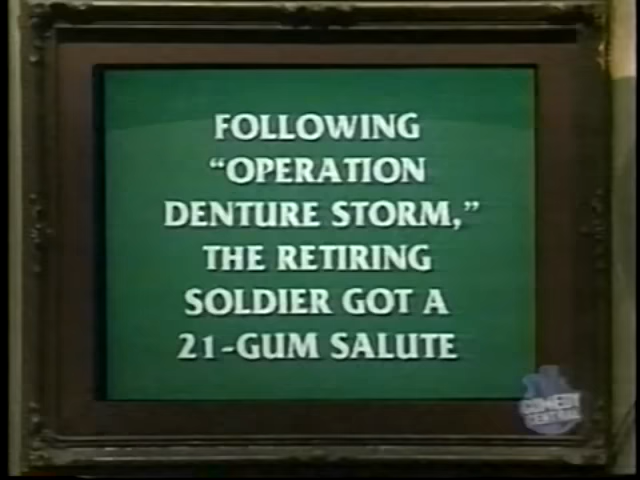 FOLLOWING
“OPERATION
DENTURE STORM,”
THE RETIRING
SOLDIER GOT A
21-GUM SALUTE
COMEDY
CENTRAL